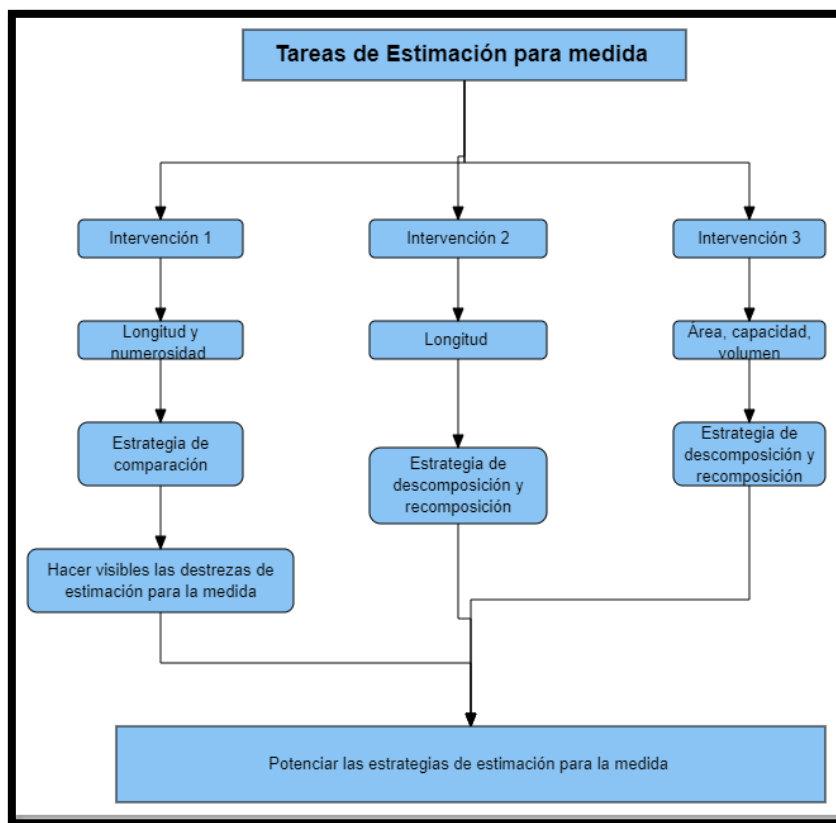 Tareas de Estimación para medida
Intervención 1
Intervención 2
Intervención 3
Longitud y
numerosidad
Longitud
Área, capacidad,
volumen
Estrategia de
comparación
Estrategia de
descomposición y
recomposición
Estrategia de
descomposición y
recomposición
Hacer visibles las destrezas de
estimación para la medida
Potenciar las estrategias de estimación para la medida